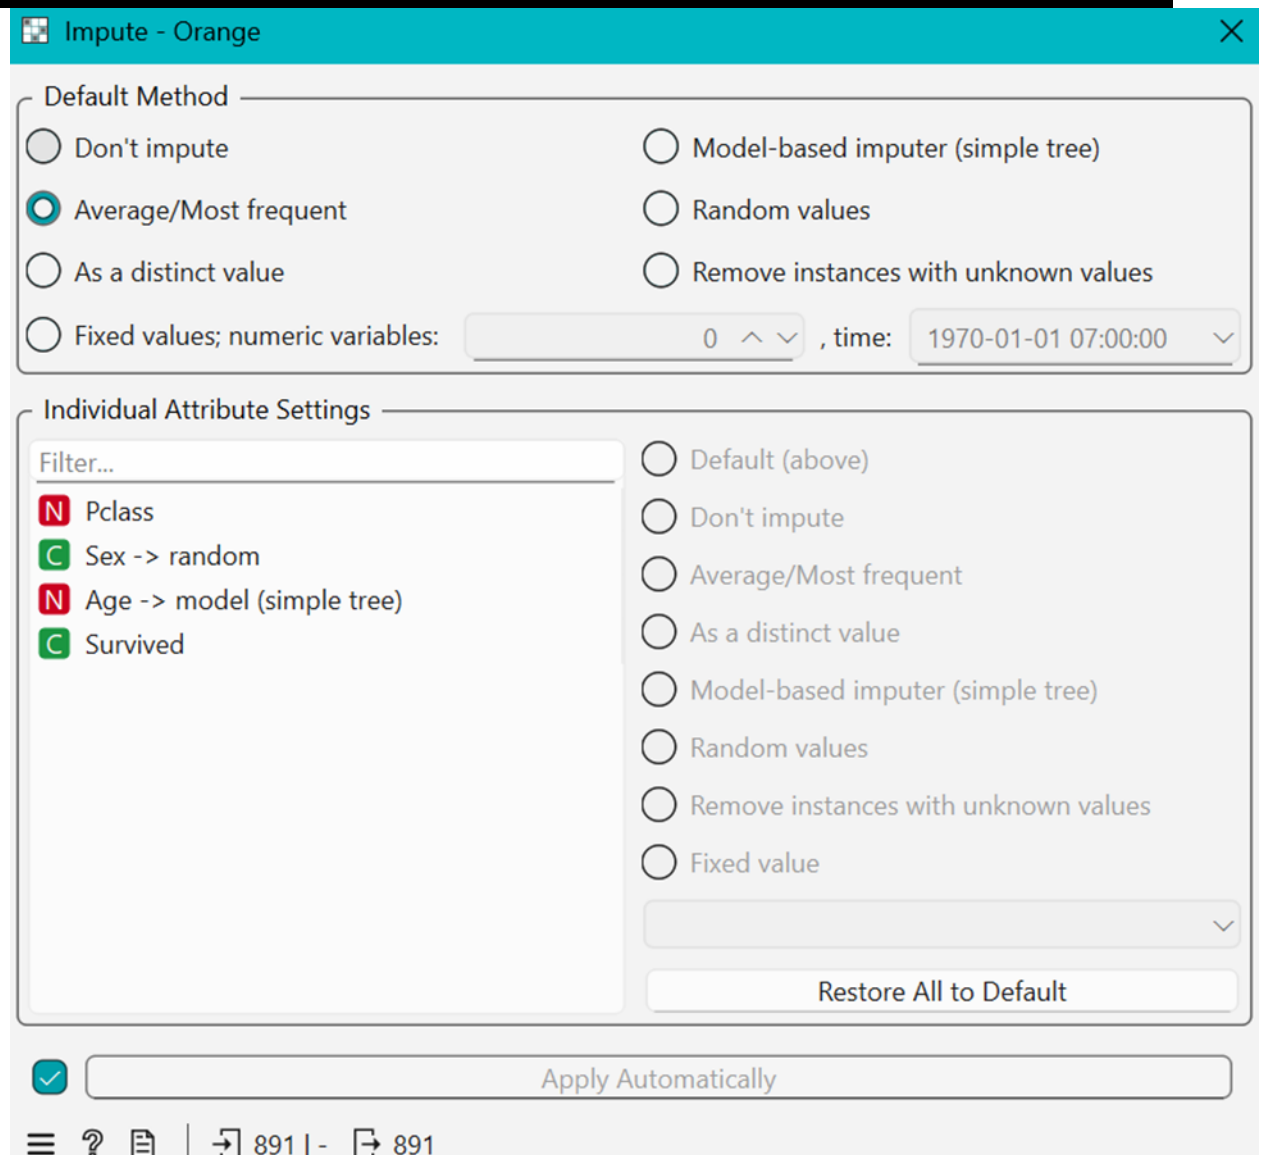 Impute - Orange
Default Method
Don't impute
Model-based imputer (simple tree)
Average/Most frequent
Random values
As a distinct value
Remove instances with unknown values
Fixed values; numeric variables: 0 , time: 1970-01-01 07:00:00
Individual Attribute Settings
Filter...
N Pclass
C Sex -> random
N Age -> model (simple tree)
C Survived
Default (above)
Don't impute
Average/Most frequent
As a distinct value
Model-based imputer (simple tree)
Random values
Remove instances with unknown values
Fixed value
Restore All to Default
Apply Automatically
? 891 | - 891